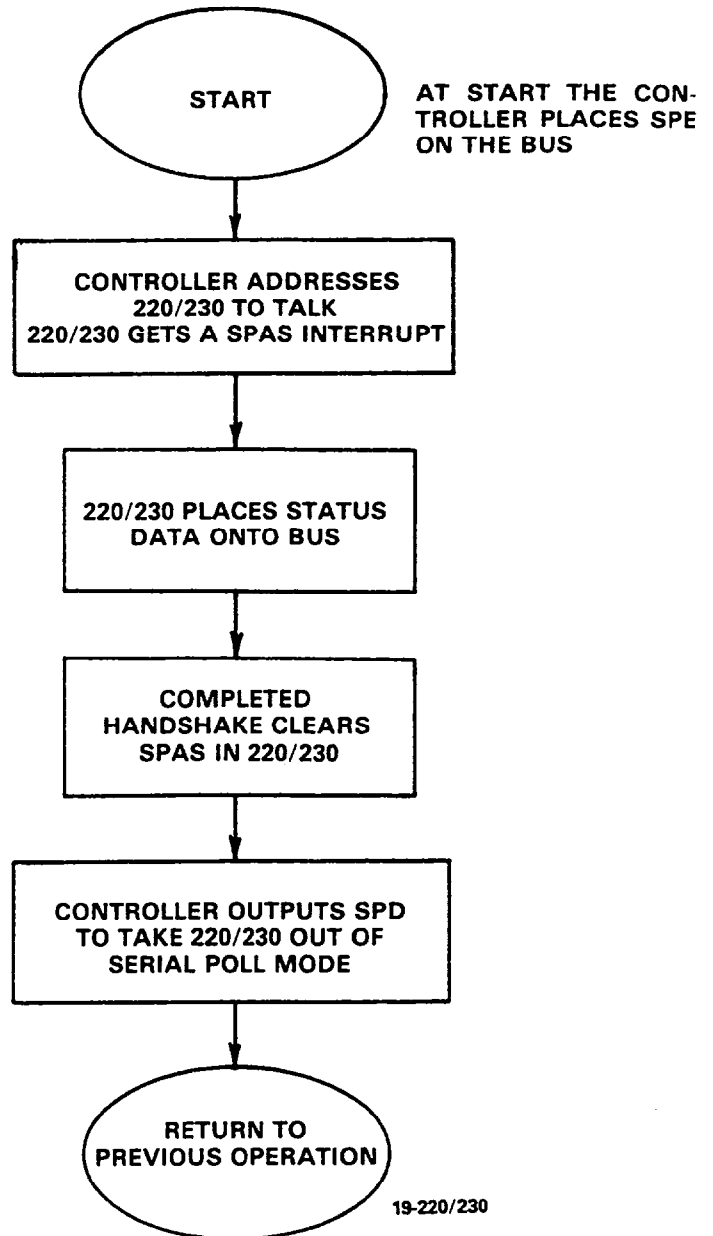 START
AT START THE CON-
TROLLER PLACES SPE
ON THE BUS
CONTROLLER ADDRESSES
220/230 TO TALK
220/230 GETS A SPAS INTERRUPT
220/230 PLACES STATUS
DATA ONTO BUS
COMPLETED
HANDSHAKE CLEARS
SPAS IN 220/230
CONTROLLER OUTPUTS SPD
TO TAKE 220/230 OUT OF
SERIAL POLL MODE
RETURN TO
PREVIOUS OPERATION
19-220/230